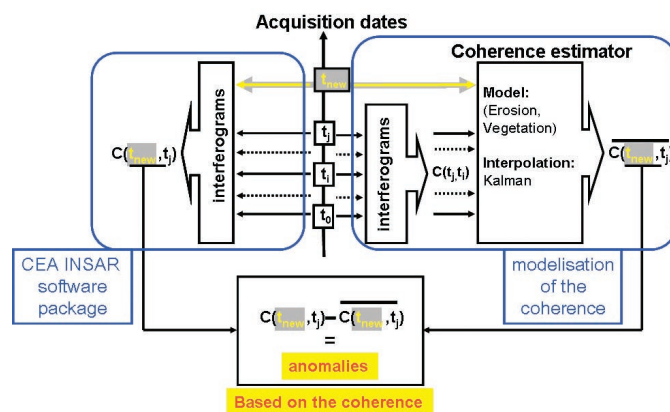 Acquisition dates
Coherence estimator
t_new
interferograms
C(t_new,t_j)
t_j
t_i
t_0
interferograms
C(t_j,t_i)
Model:
(Erosion,
Vegetation)
Interpolation:
Kalman
C(t_new,t_j)
CEA INSAR
software
package
modelisation
of the
coherence
C(t_new,t_j)–C(t_new,t_j)
=
anomalies
Based on the coherence